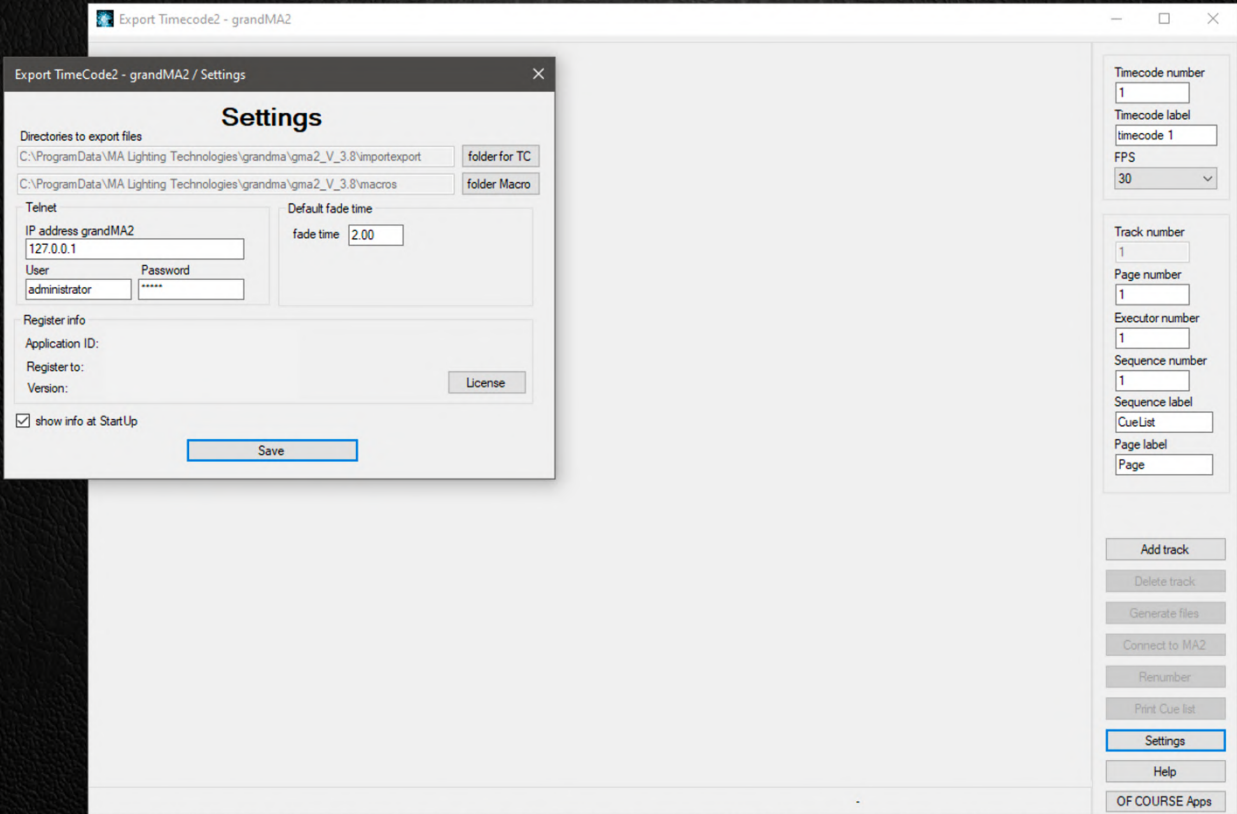 Export Timecode2 - grandMA2
Export TimeCode2 - grandMA2 / Settings
Settings
Directories to export files
C:\ProgramData\MA Lighting Technologies\grandma\gma2_V_3.8\importexport
folder for TC
C:\ProgramData\MA Lighting Technologies\grandma\gma2_V_3.8\macros
folder Macro
Telnet
IP address grandMA2
127.0.0.1
User Password
administrator *****
Default fade time
fade time 2.00
Register info
Application ID:
Register to:
Version:
License
show info at StartUp
Save
Timecode number
1
Timecode label
timecode 1
FPS
30
Track number
1
Page number
1
Executor number
1
Sequence number
1
Sequence label
CueList
Page label
Page
Add track
Delete track
Generate files
Connect to MA2
Renumber
Print Cue list
Settings
Help
OF COURSE Apps
-